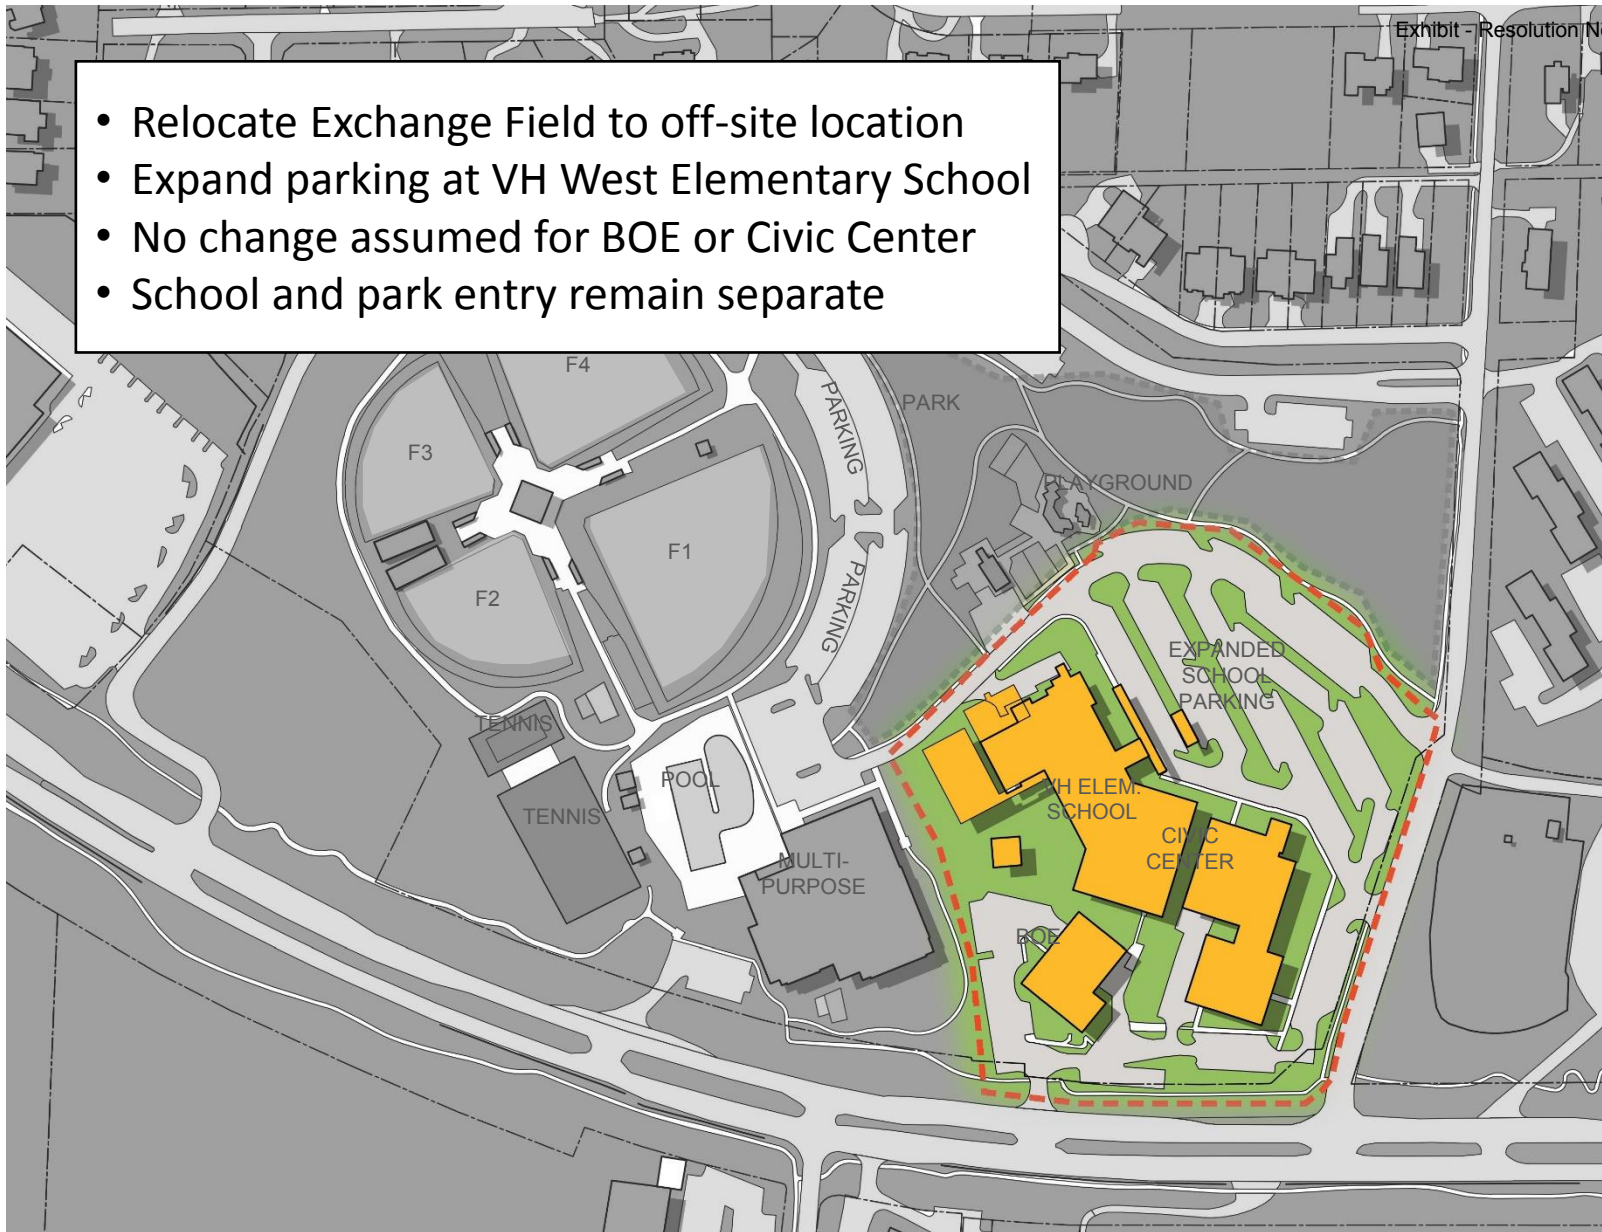 Exhibit - Resolution No
• Relocate Exchange Field to off-site location
• Expand parking at VH West Elementary School
• No change assumed for BOE or Civic Center
• School and park entry remain separate
F4
PARKING
PARK
F3
PLAYGROUND
F1
PARKING
F2
EXPANDED
SCHOOL
PARKING
TENNIS
POOL
TENNIS
VH ELEM.
SCHOOL
CIVIC
CENTER
MULTI-
PURPOSE
BOE